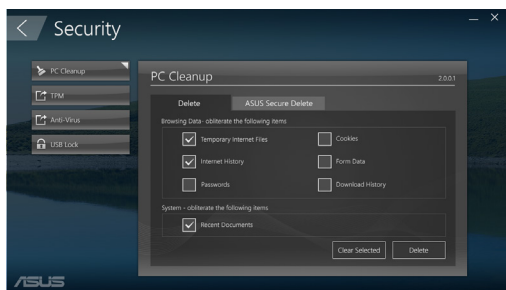 Security
PC Cleanup
TPM
Anti-Virus
USB Lock
PC Cleanup 2.0.0.1
Delete ASUS Secure Delete
Browsing Data- obliterate the following items
Temporary Internet Files Cookies
Internet History Form Data
Passwords Download History
System - obliterate the following items
Recent Documents
Clear Selected Delete
ASUS